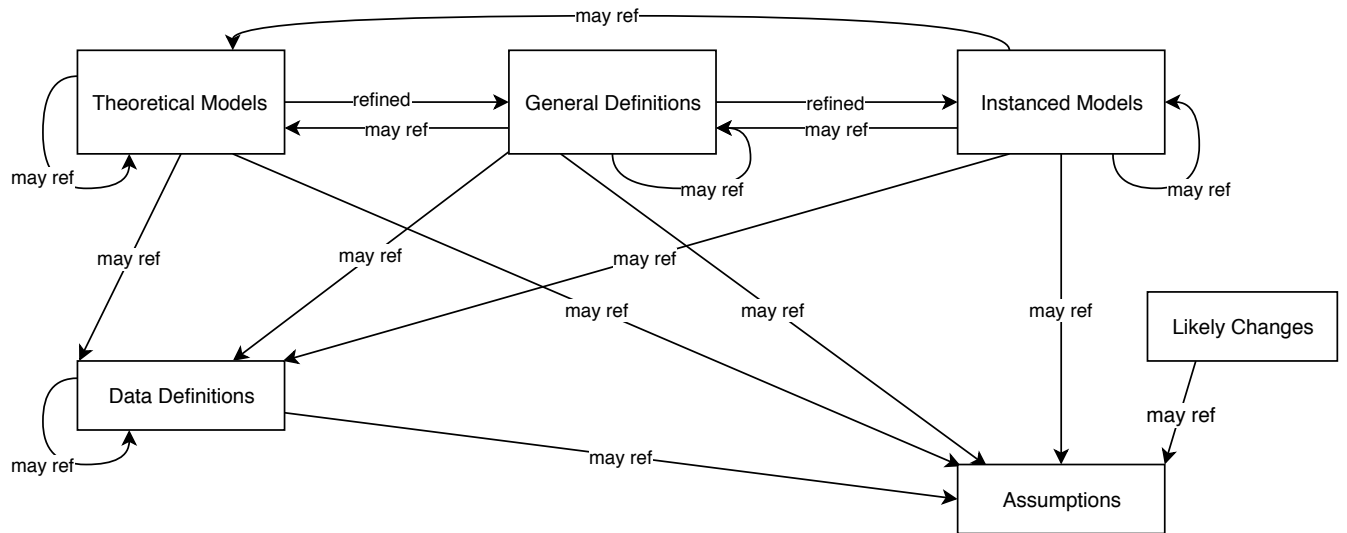 may ref
Theoretical Models
refined
General Definitions
refined
Instanced Models
may ref
may ref
may ref
may ref
may ref
may ref
may ref
may ref
may ref
may ref
may ref
Likely Changes
Data Definitions
may ref
may ref
may ref
Assumptions